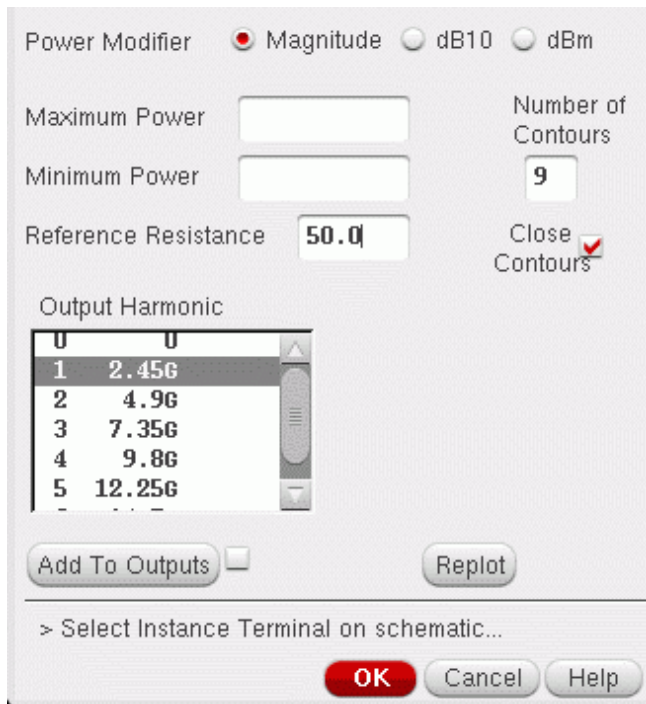 Power Modifier Magnitude dB10 dBm
Maximum Power
Number of
Contours
Minimum Power 9
Reference Resistance 50.0
Close
Contours
Output Harmonic
0 0
1 2.45G
2 4.9G
3 7.35G
4 9.8G
5 12.25G
Add To Outputs Replot
> Select Instance Terminal on schematic...
OK Cancel Help